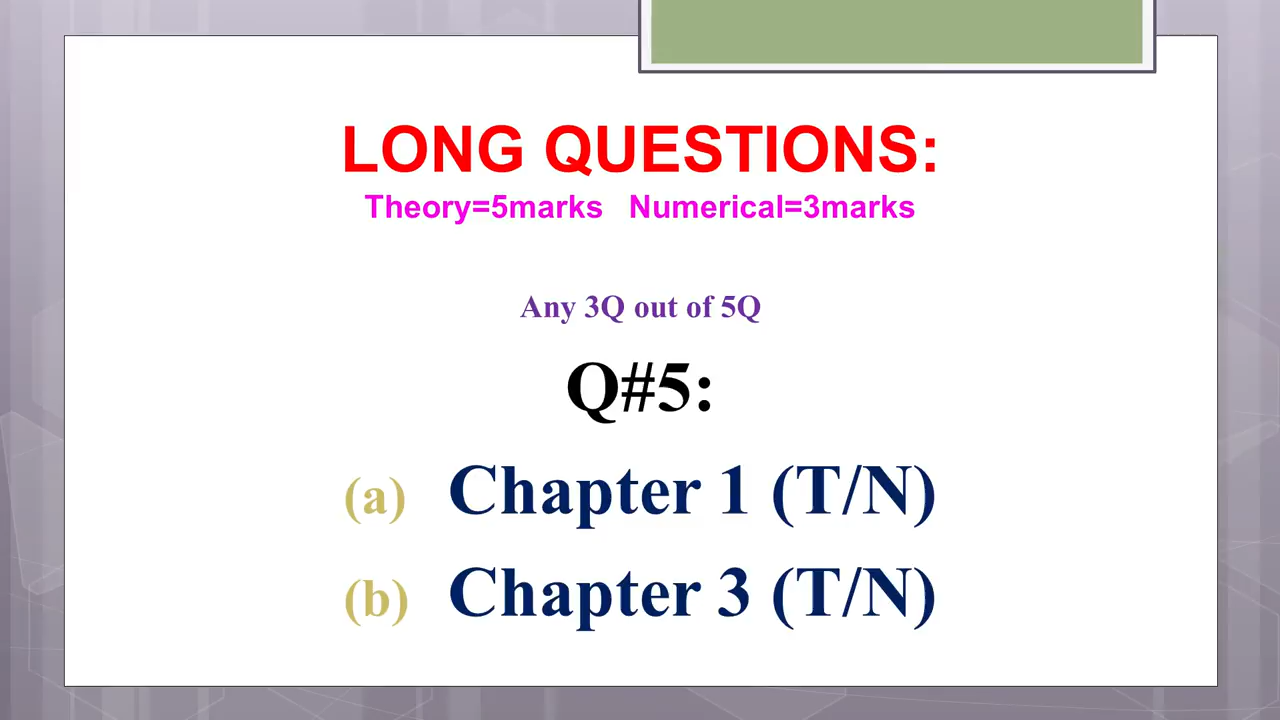 LONG QUESTIONS:
Theory=5marks Numerical=3marks
Any 3Q out of 5Q
Q#5:
(a) Chapter 1 (T/N)
(b) Chapter 3 (T/N)